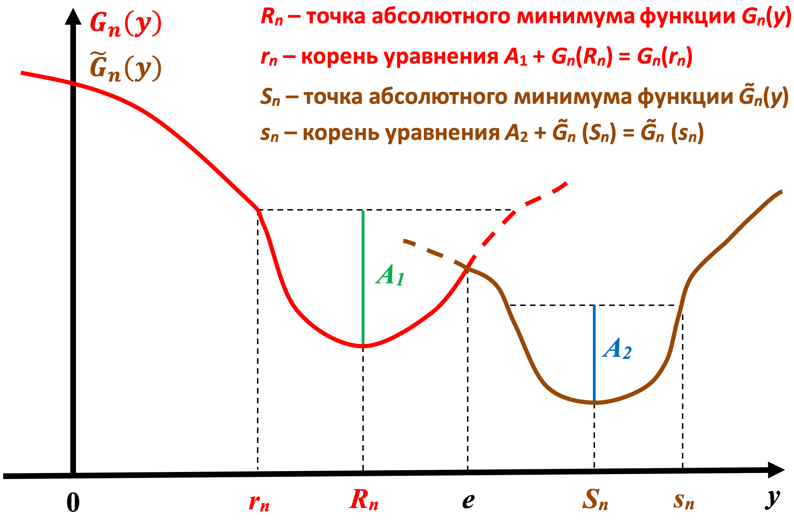 Gₙ(y)
G̃ₙ(y)
Rₙ – точка абсолютного минимума функции Gₙ(y)
rₙ – корень уравнения A₁ + Gₙ(Rₙ) = Gₙ(rₙ)
Sₙ – точка абсолютного минимума функции G̃ₙ(y)
sₙ – корень уравнения A₂ + G̃ₙ (Sₙ) = G̃ₙ (sₙ)
A₁
A₂
0 rₙ Rₙ e Sₙ sₙ y